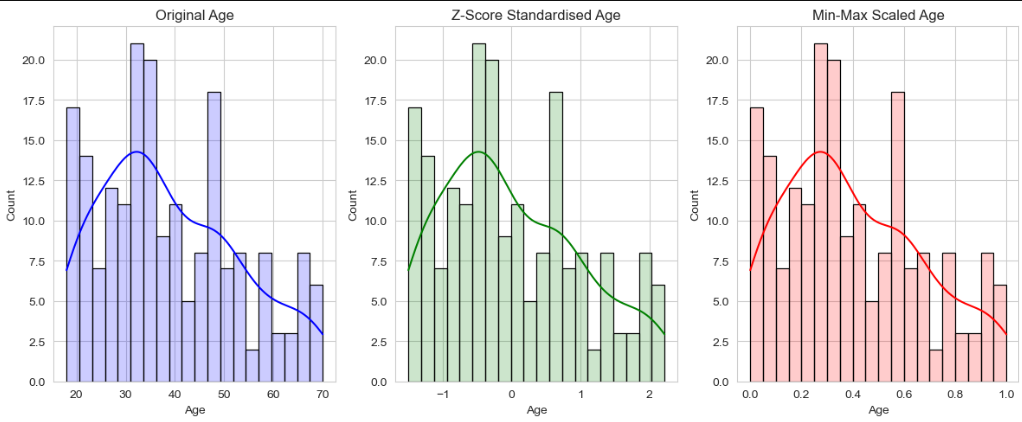 Original Age
20.0
17.5
15.0
12.5
10.0
7.5
5.0
2.5
0.0
Count
20 30 40 50 60 70
Age
Z-Score Standardised Age
20.0
17.5
15.0
12.5
10.0
7.5
5.0
2.5
0.0
Count
−1 0 1 2
Age
Min-Max Scaled Age
20.0
17.5
15.0
12.5
10.0
7.5
5.0
2.5
0.0
Count
0.0 0.2 0.4 0.6 0.8 1.0
Age